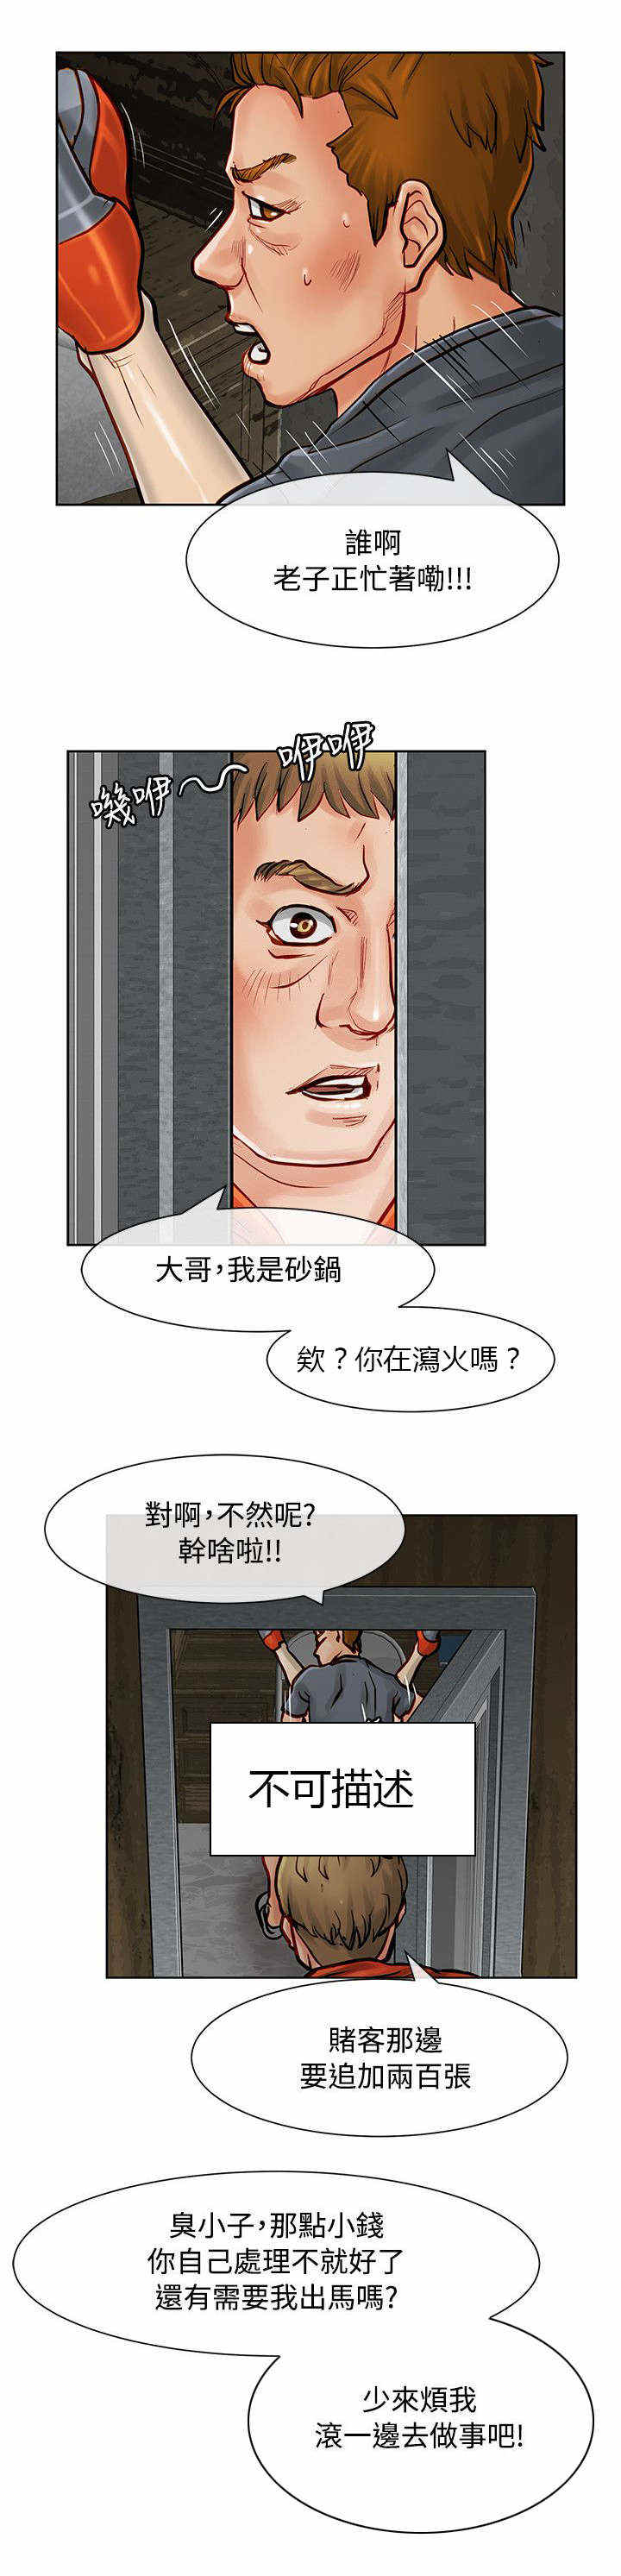 誰啊
老子正忙著嘞!!!
嘰咿～～咿咿
大哥,我是砂鍋
欸？你在瀉火嗎？
對啊,不然呢?
幹啥啦!!
不可描述
賭客那邊
要追加兩百張
臭小子,那點小錢
你自己處理不就好了
還有需要我出馬嗎?
少來煩我
滾一邊去做事吧!